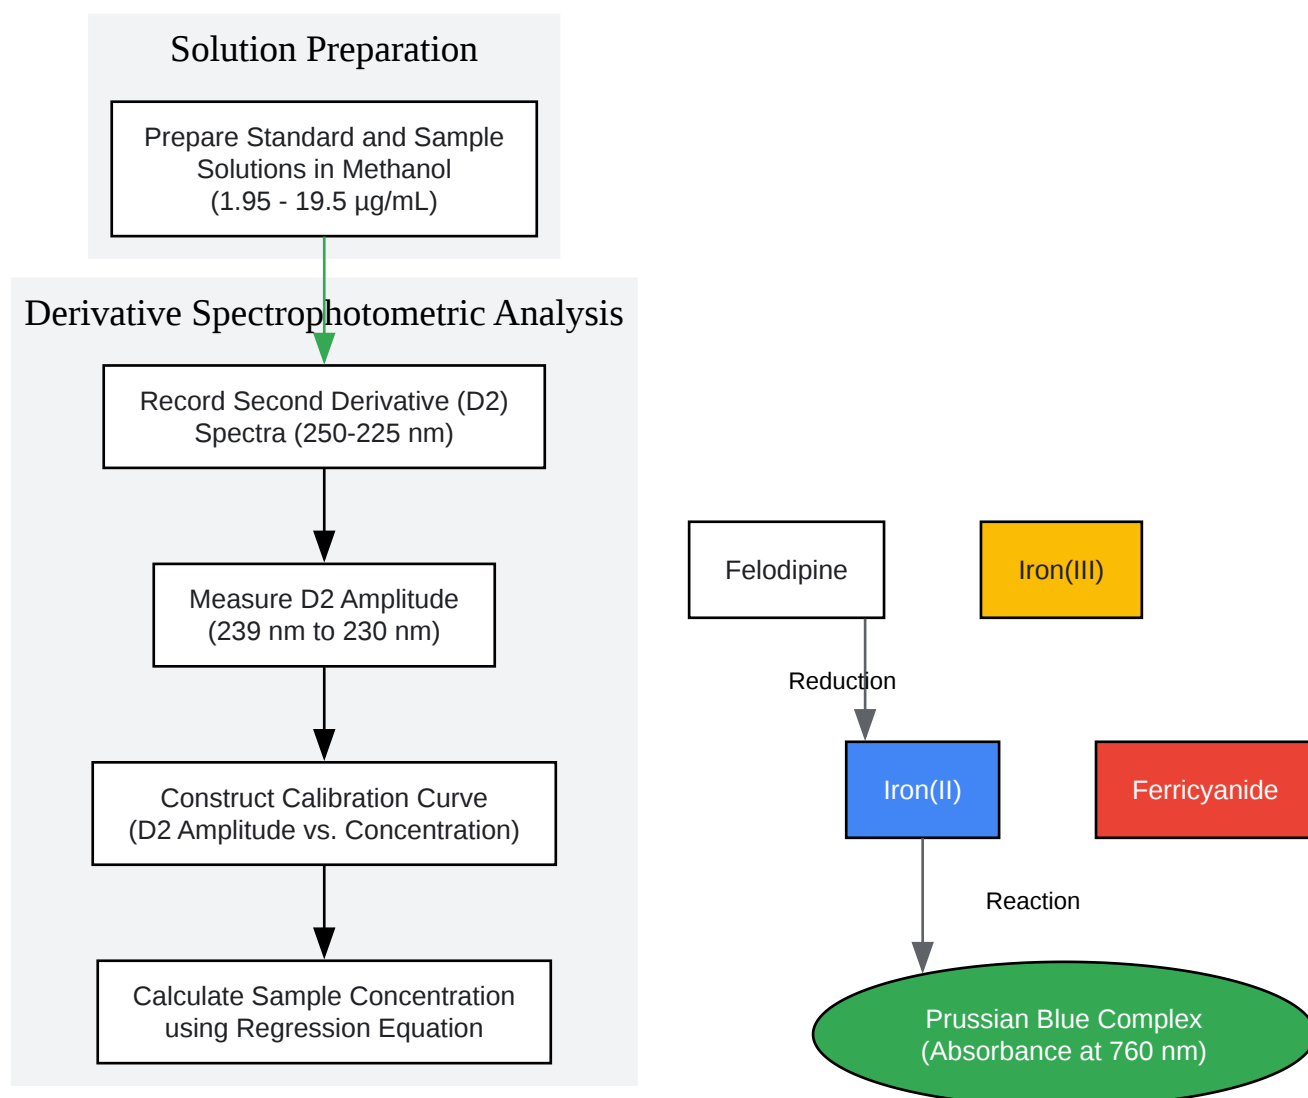 Solution Preparation
Prepare Standard and Sample
Solutions in Methanol
(1.95 - 19.5 µg/mL)
Derivative Spectrophotometric Analysis
Record Second Derivative (D2)
Spectra (250-225 nm)
Measure D2 Amplitude
(239 nm to 230 nm)
Construct Calibration Curve
(D2 Amplitude vs. Concentration)
Calculate Sample Concentration
using Regression Equation
Felodipine
Iron(III)
Reduction
Iron(II)
Ferricyanide
Reaction
Prussian Blue Complex
(Absorbance at 760 nm)